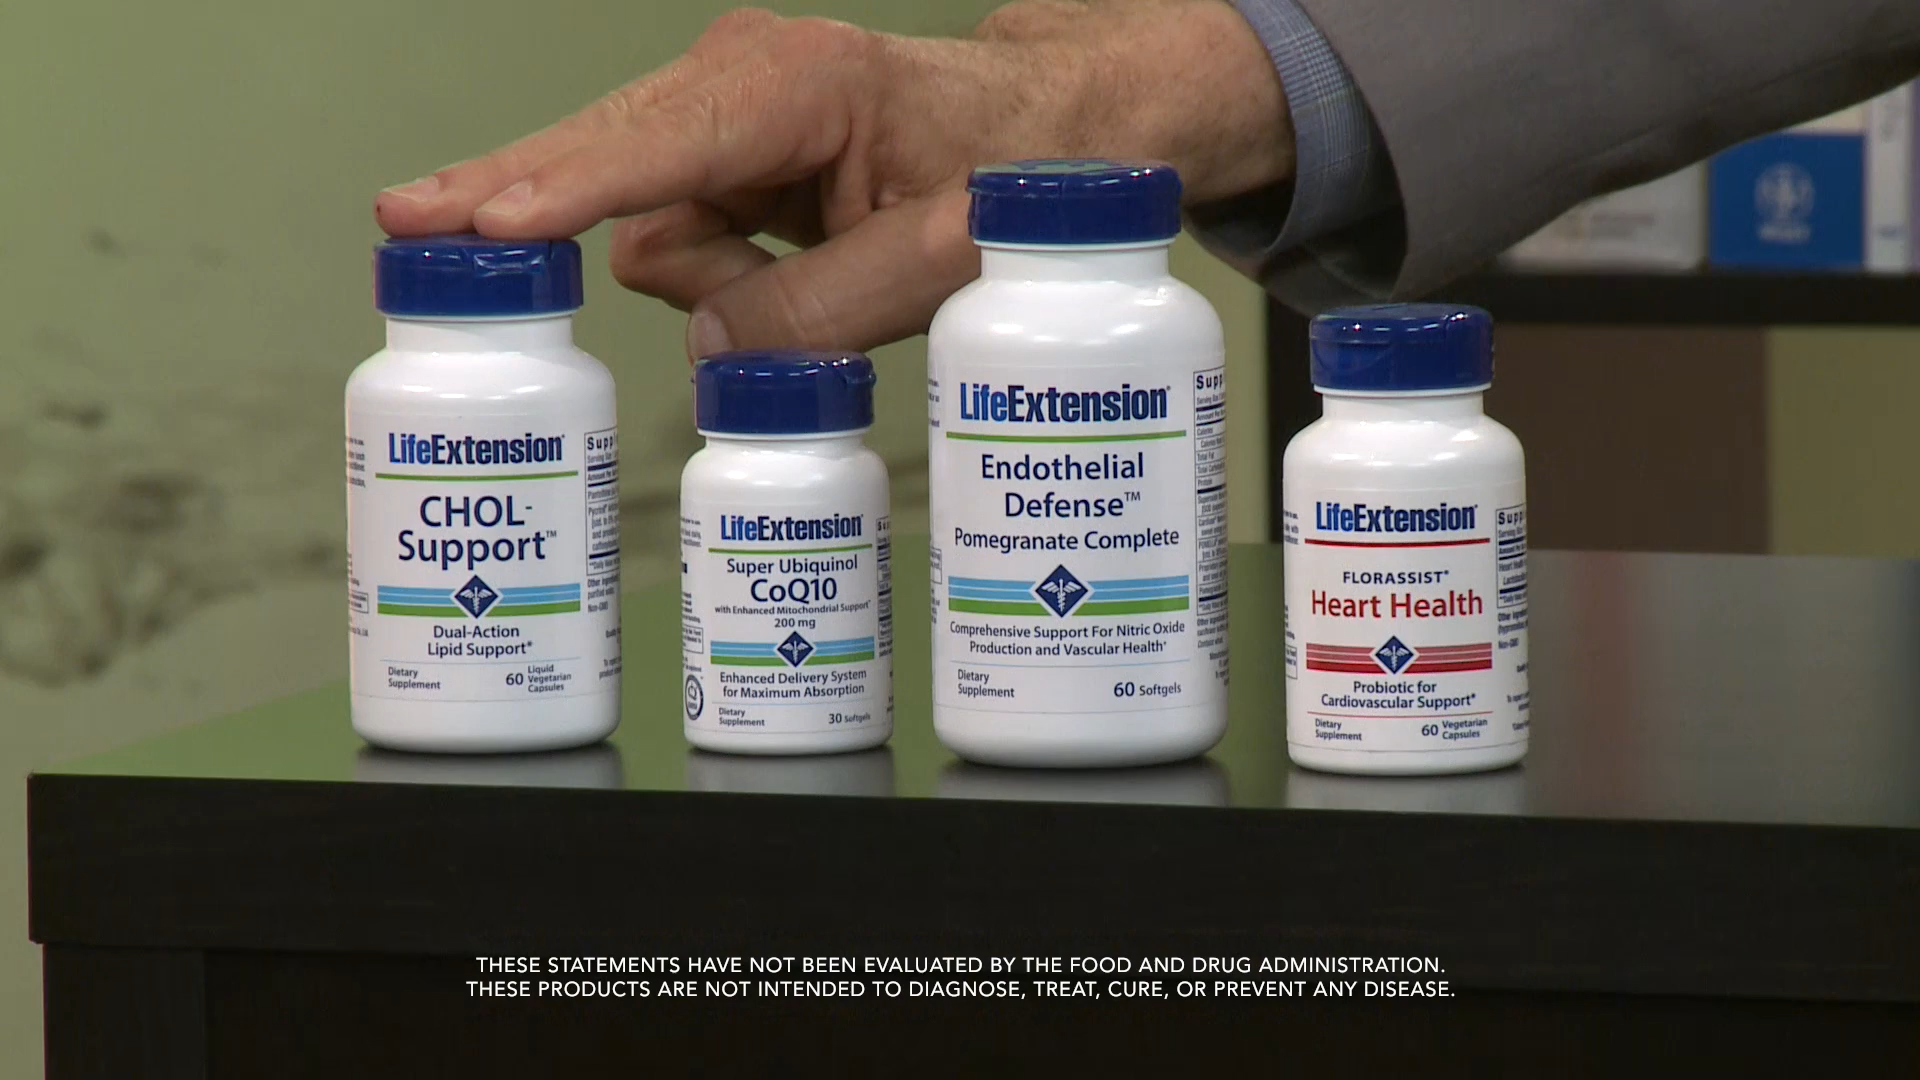 LifeExtension®
CHOL-
Support™
Dual-Action
Lipid Support*
Dietary
Supplement
60 Liquid
Vegetarian
Capsules
Supp
LifeExtension®
Super Ubiquinol
CoQ10
with Enhanced Mitochondrial Support™
200 mg
Enhanced Delivery System
for Maximum Absorption
Dietary
Supplement
30 Softgels
LifeExtension®
Endothelial
Defense™
Pomegranate Complete
Comprehensive Support For Nitric Oxide
Production and Vascular Health*
Dietary
Supplement
60 Softgels
Supp
LifeExtension®
FLORASSIST®
Heart Health
Probiotic for
Cardiovascular Support*
Dietary
Supplement
60 Vegetarian
Capsules
Supp
THESE STATEMENTS HAVE NOT BEEN EVALUATED BY THE FOOD AND DRUG ADMINISTRATION.
THESE PRODUCTS ARE NOT INTENDED TO DIAGNOSE, TREAT, CURE, OR PREVENT ANY DISEASE.